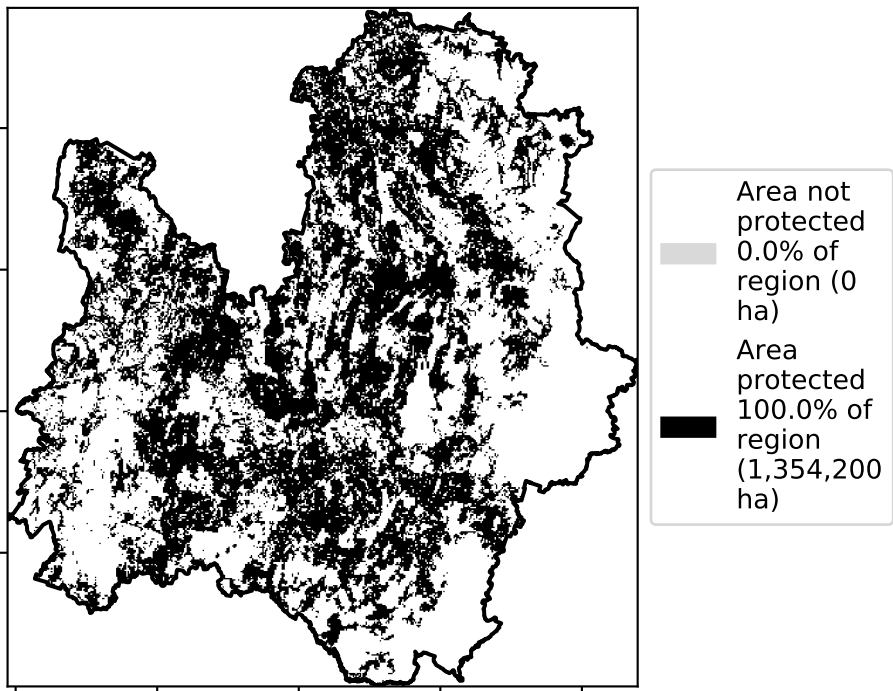 Area not
protected
0.0% of
region (0
ha)
Area
protected
100.0% of
region
(1,354,200
ha)